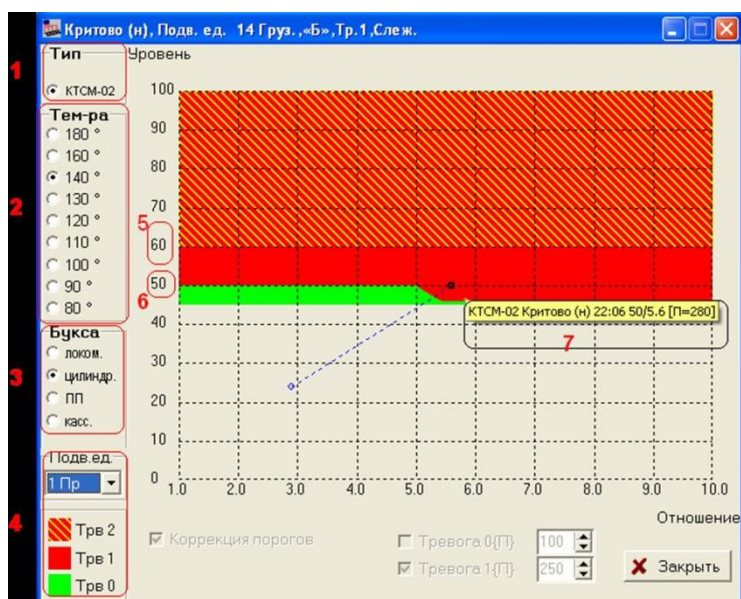 Критово (н), Подв. ед. 14 Груз.,«Б»,Тр.1,Слеж.
1
Тип
КТСМ-02
Уровень
2
Тем-ра
180 °
160 °
140 °
130 °
120 °
110 °
100 °
90 °
80 °
3
Букса
локом.
цилиндр.
ПП
касс.
4
Подв.ед.
1 Пр
Трв 2
Трв 1
Трв 0
100
90
80
70
5
60
50
6
40
30
20
10
0
КТСМ-02 Критово (н) 22:06 50/5.6 [П=280]
7
1.0 2.0 3.0 4.0 5.0 6.0 7.0 8.0 9.0 10.0
Отношение
Коррекция порогов
Тревога 0{П} 100
Тревога 1{П} 250
Закрыть